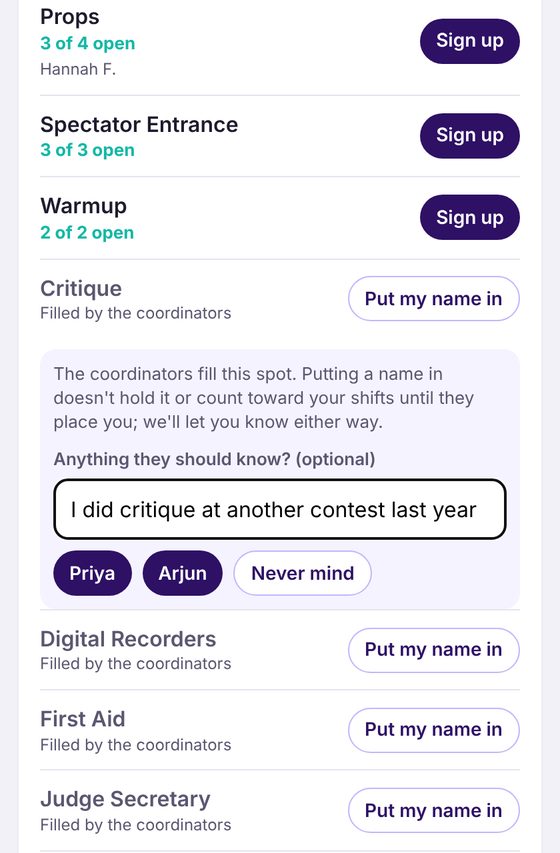 Props
3 of 4 open
Hannah F.
Sign up
Spectator Entrance
3 of 3 open
Sign up
Warmup
2 of 2 open
Sign up
Critique
Filled by the coordinators
Put my name in
The coordinators fill this spot. Putting a name in
doesn't hold it or count toward your shifts until they
place you; we'll let you know either way.
Anything they should know? (optional)
I did critique at another contest last year
Priya
Arjun
Never mind
Digital Recorders
Filled by the coordinators
Put my name in
First Aid
Filled by the coordinators
Put my name in
Judge Secretary
Filled by the coordinators
Put my name in